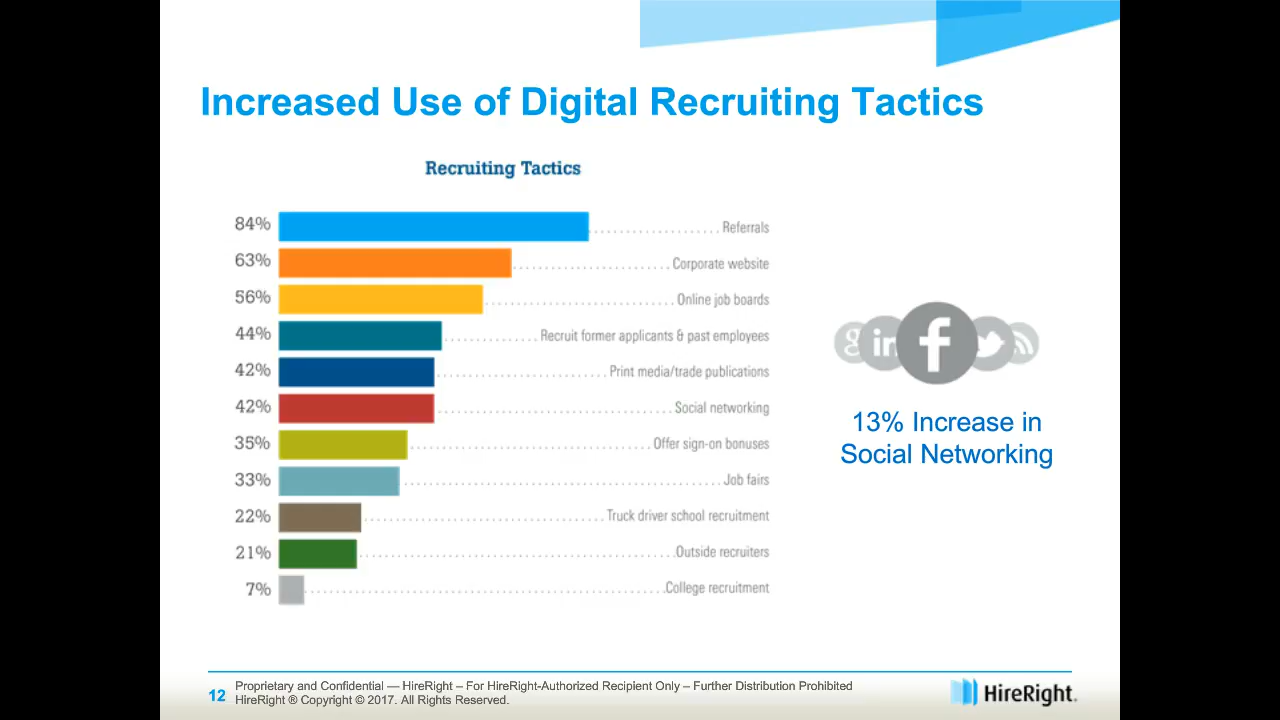 Increased Use of Digital Recruiting Tactics
Recruiting Tactics
84% Referrals
63% Corporate website
56% Online job boards
44% Recruit former applicants & past employees
42% Print media/trade publications
42% Social networking
35% Offer sign-on bonuses
33% Job fairs
22% Truck driver school recruitment
21% Outside recruiters
7% College recruitment
g in f
13% Increase in
Social Networking
12 Proprietary and Confidential — HireRight – For HireRight-Authorized Recipient Only – Further Distribution Prohibited
HireRight ® Copyright © 2017. All Rights Reserved.
HireRight.